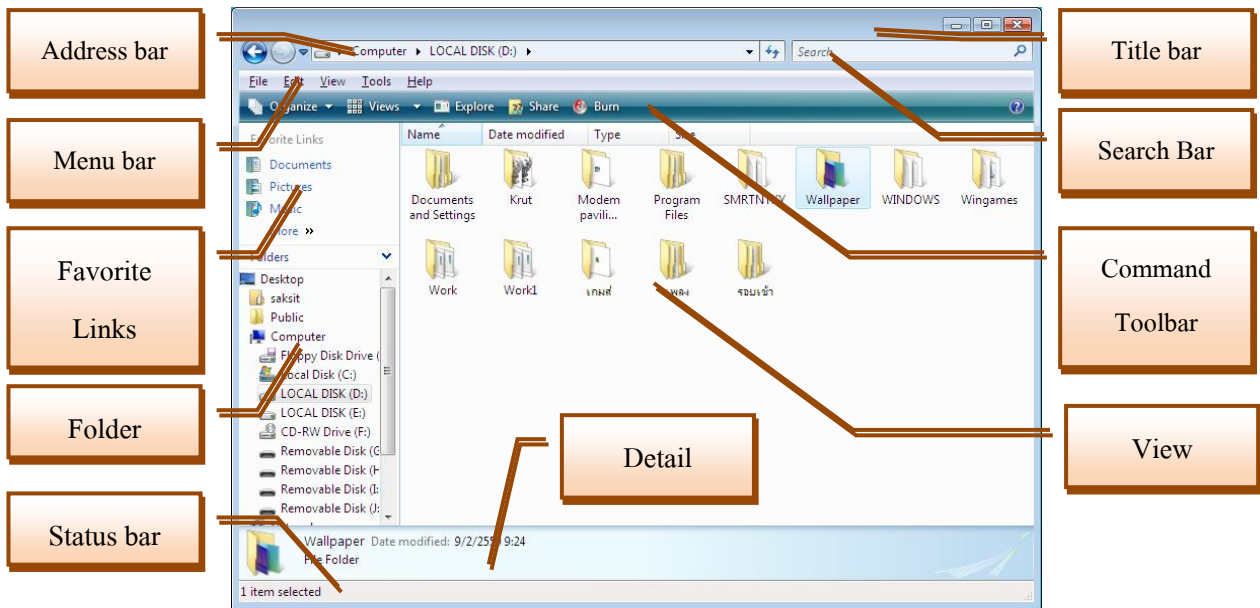 Address bar
Menu bar
Favorite
Links
Folder
Status bar
Title bar
Search Bar
Command
Toolbar
View
Detail
Computer LOCAL DISK (D:)
Search
File Edit View Tools Help
Organize Views Explore Share Burn
Favorite Links
Documents
Pictures
Music
More »
Folders
Desktop
saksit
Public
Computer
Floppy Disk Drive (
Local Disk (C:)
LOCAL DISK (D:)
LOCAL DISK (E:)
CD-RW Drive (F:)
Removable Disk (G
Removable Disk (H
Removable Disk (I:
Removable Disk (J:
Name Date modified Type Size
Documents
and Settings
Krut
Modem
pavili...
Program
Files
Wallpaper
WINDOWS
Wingames
Work
Work1
เกมส์
เพลง
รอบเช้า
Wallpaper Date modified: 9/2/255 9:24
File Folder
1 item selected